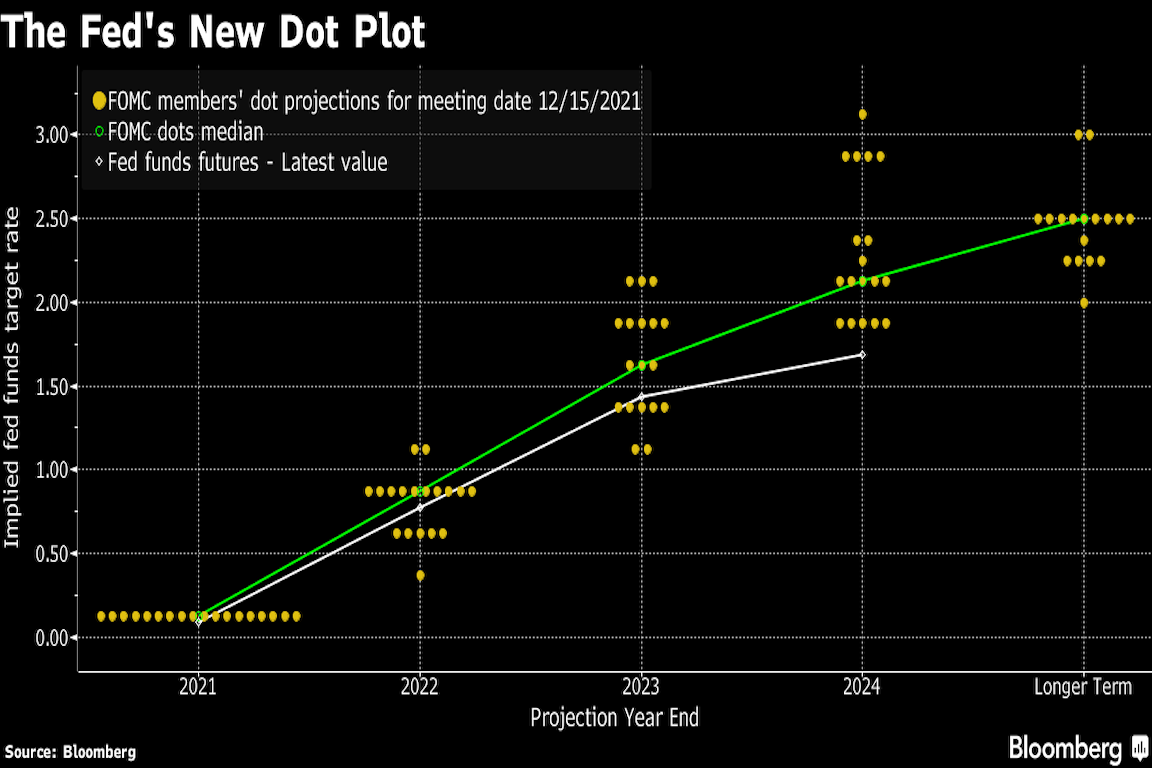 The Fed's New Dot Plot
FOMC members' dot projections for meeting date 12/15/2021
FOMC dots median
Fed funds futures - Latest value
Implied fed funds target rate
3.00
2.50
2.00
1.50
1.00
0.50
0.00
2021
2022
2023
2024
Longer Term
Projection Year End
Source: Bloomberg
Bloomberg